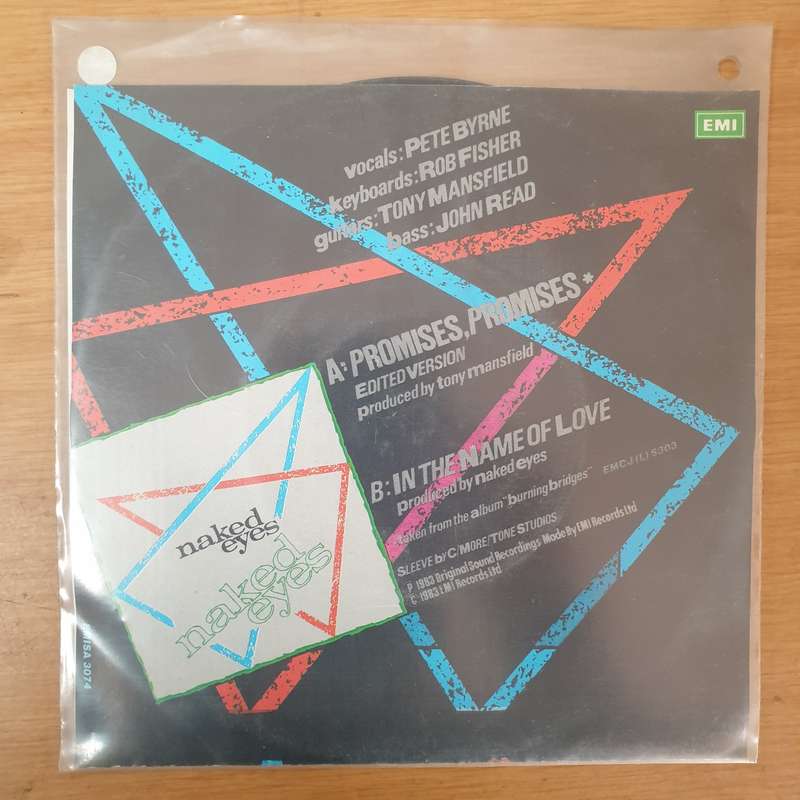 EMI
vocals: PETE BYRNE
keyboards: ROB FISHER
guitars: TONY MANSFIELD
bass: JOHN READ
A: PROMISES, PROMISES *
EDITED VERSION
produced by tony mansfield
B: IN THE NAME OF LOVE
produced by naked eyes
taken from the album "burning bridges" EMCJ (L) 5303
SLEEVE by C/MORE/TONE STUDIOS
P 1983 Original Sound Recordings Made By EMI Records Ltd
C 1983 EMI Records Ltd
naked
eyes
naked
eyes
3074